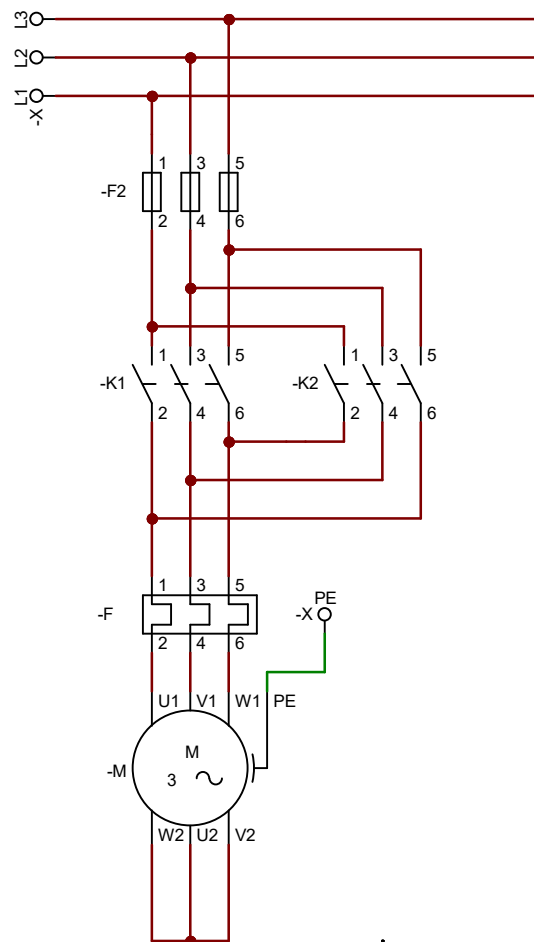 L3
L2
L1
-X
1 3 5
-F2
2 4 6
1 3 5 1 3 5
-K1 -K2
2 4 6 2 4 6
1 3 5 PE
-F -X
2 4 6
U1 V1 W1 PE
M
-M 3
W2 U2 V2